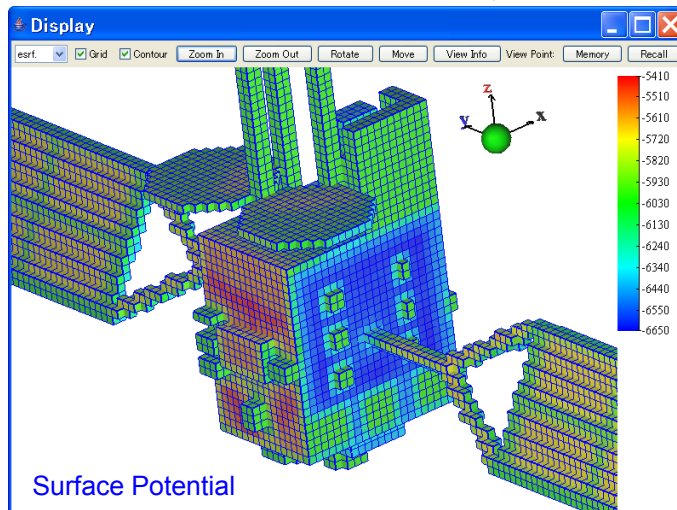 Display
esrf. Grid Contour Zoom In Zoom Out Rotate Move View Info View Point: Memory Recall
z
y
x
-5410
-5510
-5610
-5720
-5820
-5930
-6030
-6130
-6240
-6340
-6440
-6550
-6650
Surface Potential